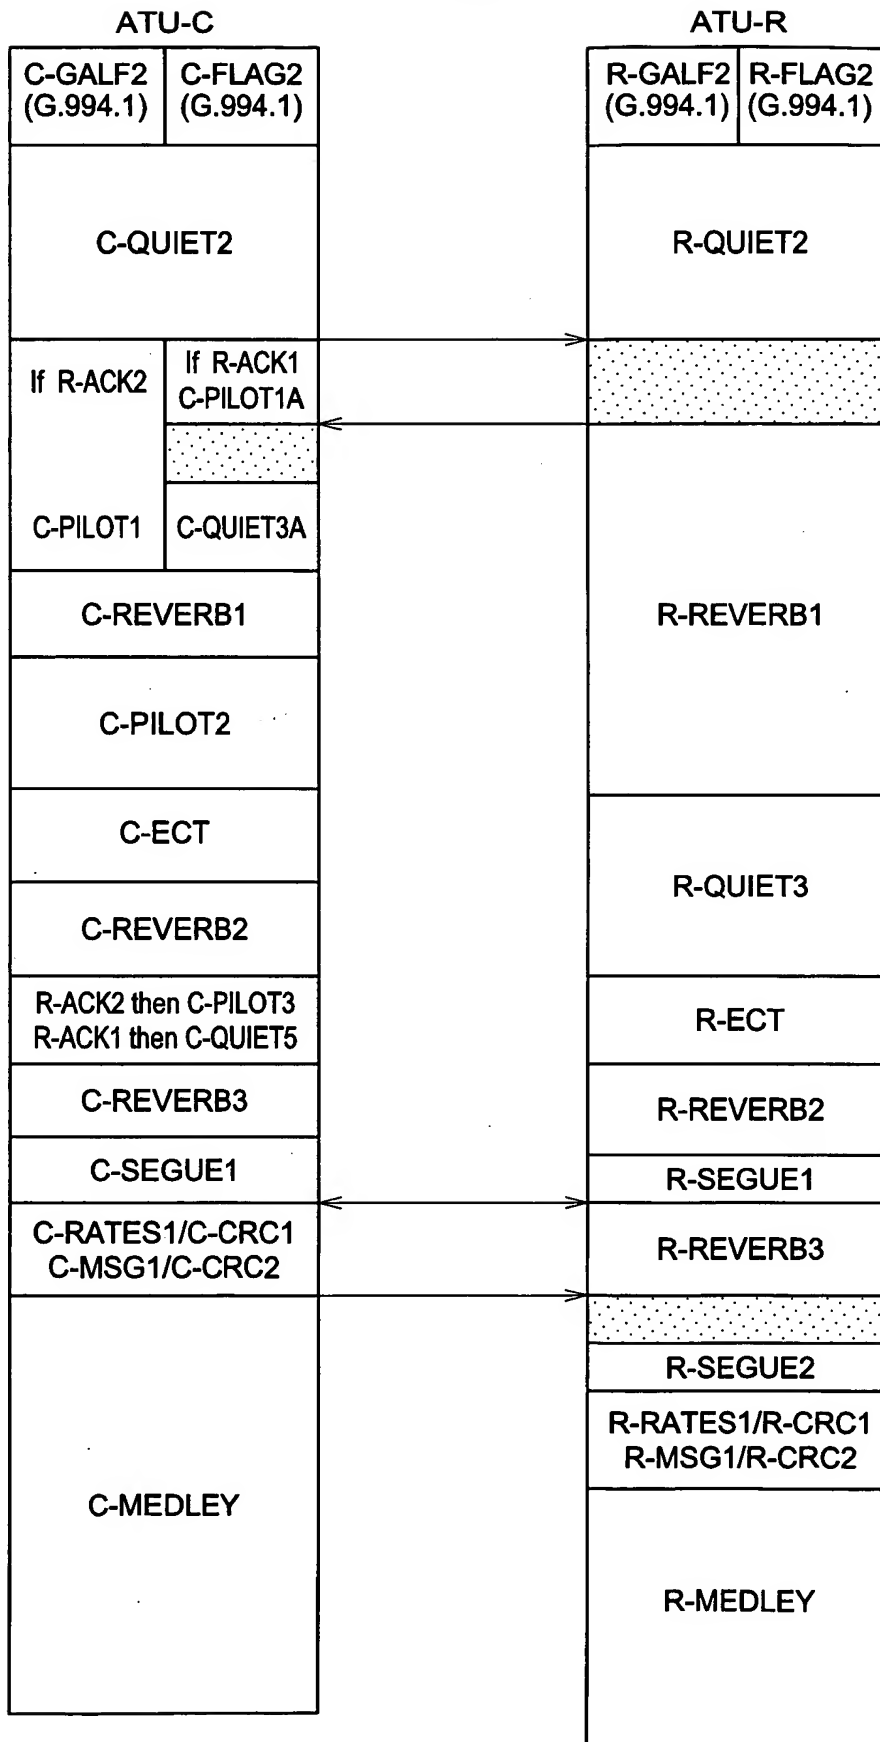 ATU-C
C-GALF2
(G.994.1)
C-FLAG2
(G.994.1)
C-QUIET2
If R-ACK2
C-PILOT1
If R-ACK1
C-PILOT1A
C-QUIET3A
C-REVERB1
C-PILOT2
C-ECT
C-REVERB2
R-ACK2 then C-PILOT3
R-ACK1 then C-QUIET5
C-REVERB3
C-SEGUE1
C-RATES1/C-CRC1
C-MSG1/C-CRC2
C-MEDLEY
ATU-R
R-GALF2
(G.994.1)
R-FLAG2
(G.994.1)
R-QUIET2
R-REVERB1
R-QUIET3
R-ECT
R-REVERB2
R-SEGUE1
R-REVERB3
R-SEGUE2
R-RATES1/R-CRC1
R-MSG1/R-CRC2
R-MEDLEY